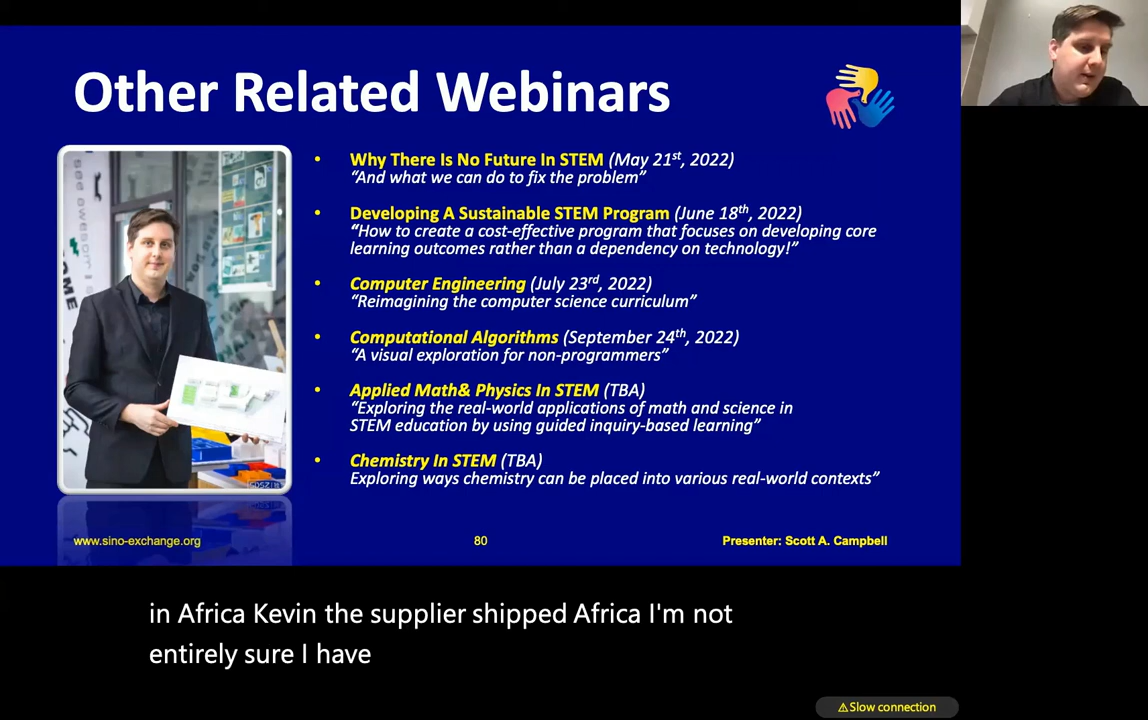 Other Related Webinars
• Why There Is No Future In STEM (May 21st, 2022)
“And what we can do to fix the problem”
• Developing A Sustainable STEM Program (June 18th, 2022)
“How to create a cost-effective program that focuses on developing core
learning outcomes rather than a dependency on technology!”
• Computer Engineering (July 23rd, 2022)
“Reimagining the computer science curriculum”
• Computational Algorithms (September 24th, 2022)
“A visual exploration for non-programmers”
• Applied Math& Physics In STEM (TBA)
“Exploring the real-world applications of math and science in
STEM education by using guided inquiry-based learning”
• Chemistry In STEM (TBA)
Exploring ways chemistry can be placed into various real-world contexts”
www.sino-exchange.org
80
Presenter: Scott A. Campbell
in Africa Kevin the supplier shipped Africa I'm not
entirely sure I have
⚠Slow connection